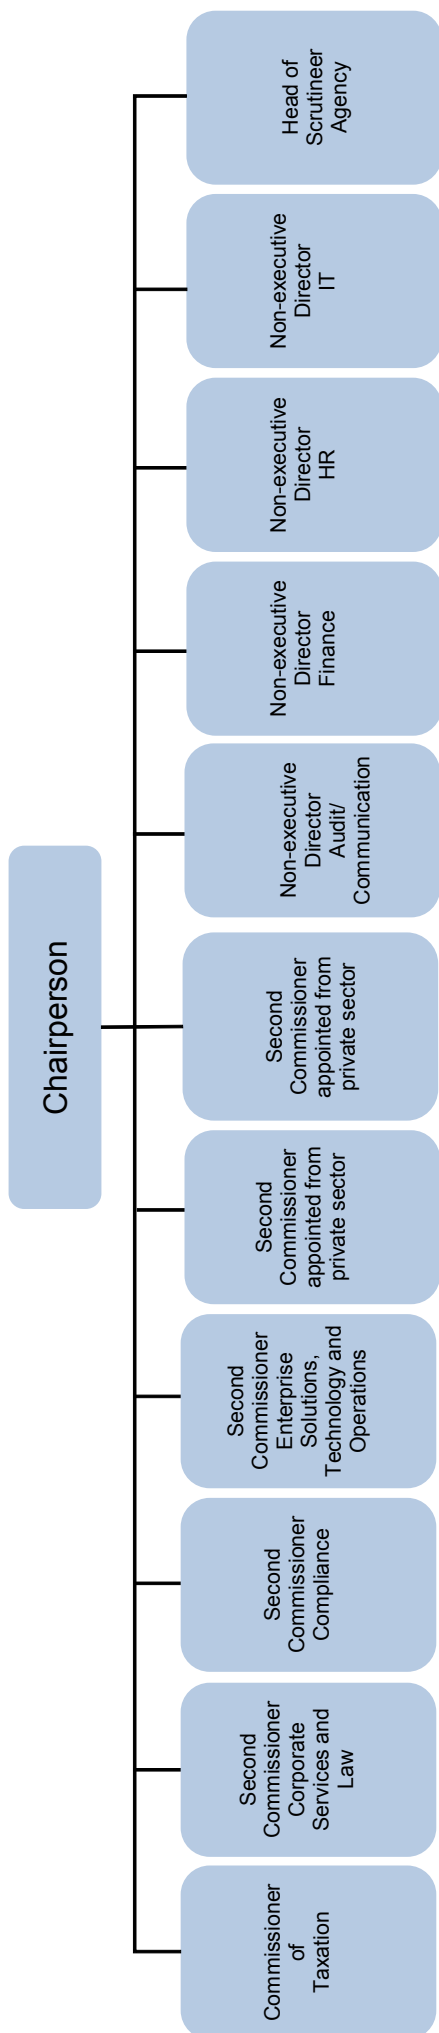 Chairperson
Commissioner
of
Taxation
Second
Commissioner
Corporate
Services and
Law
Second
Commissioner
Compliance
Second
Commissioner
Enterprise
Solutions,
Technology and
Operations
Second
Commissioner
appointed from
private sector
Second
Commissioner
appointed from
private sector
Non-executive
Director
Audit/
Communication
Non-executive
Director
Finance
Non-executive
Director
HR
Non-executive
Director
IT
Head of
Scrutineer
Agency